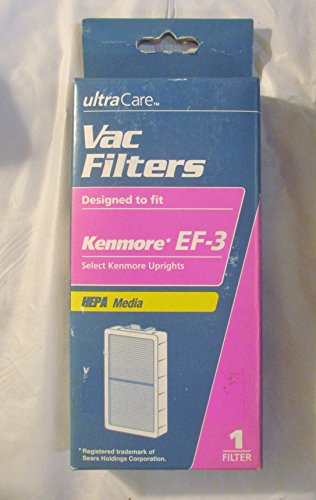 ultraCare™
Vac
Filters
Designed to fit
Kenmore* EF-3
Select Kenmore Uprights
HEPA Media
*Registered trademark of
Sears Holdings Corporation.
1
FILTER